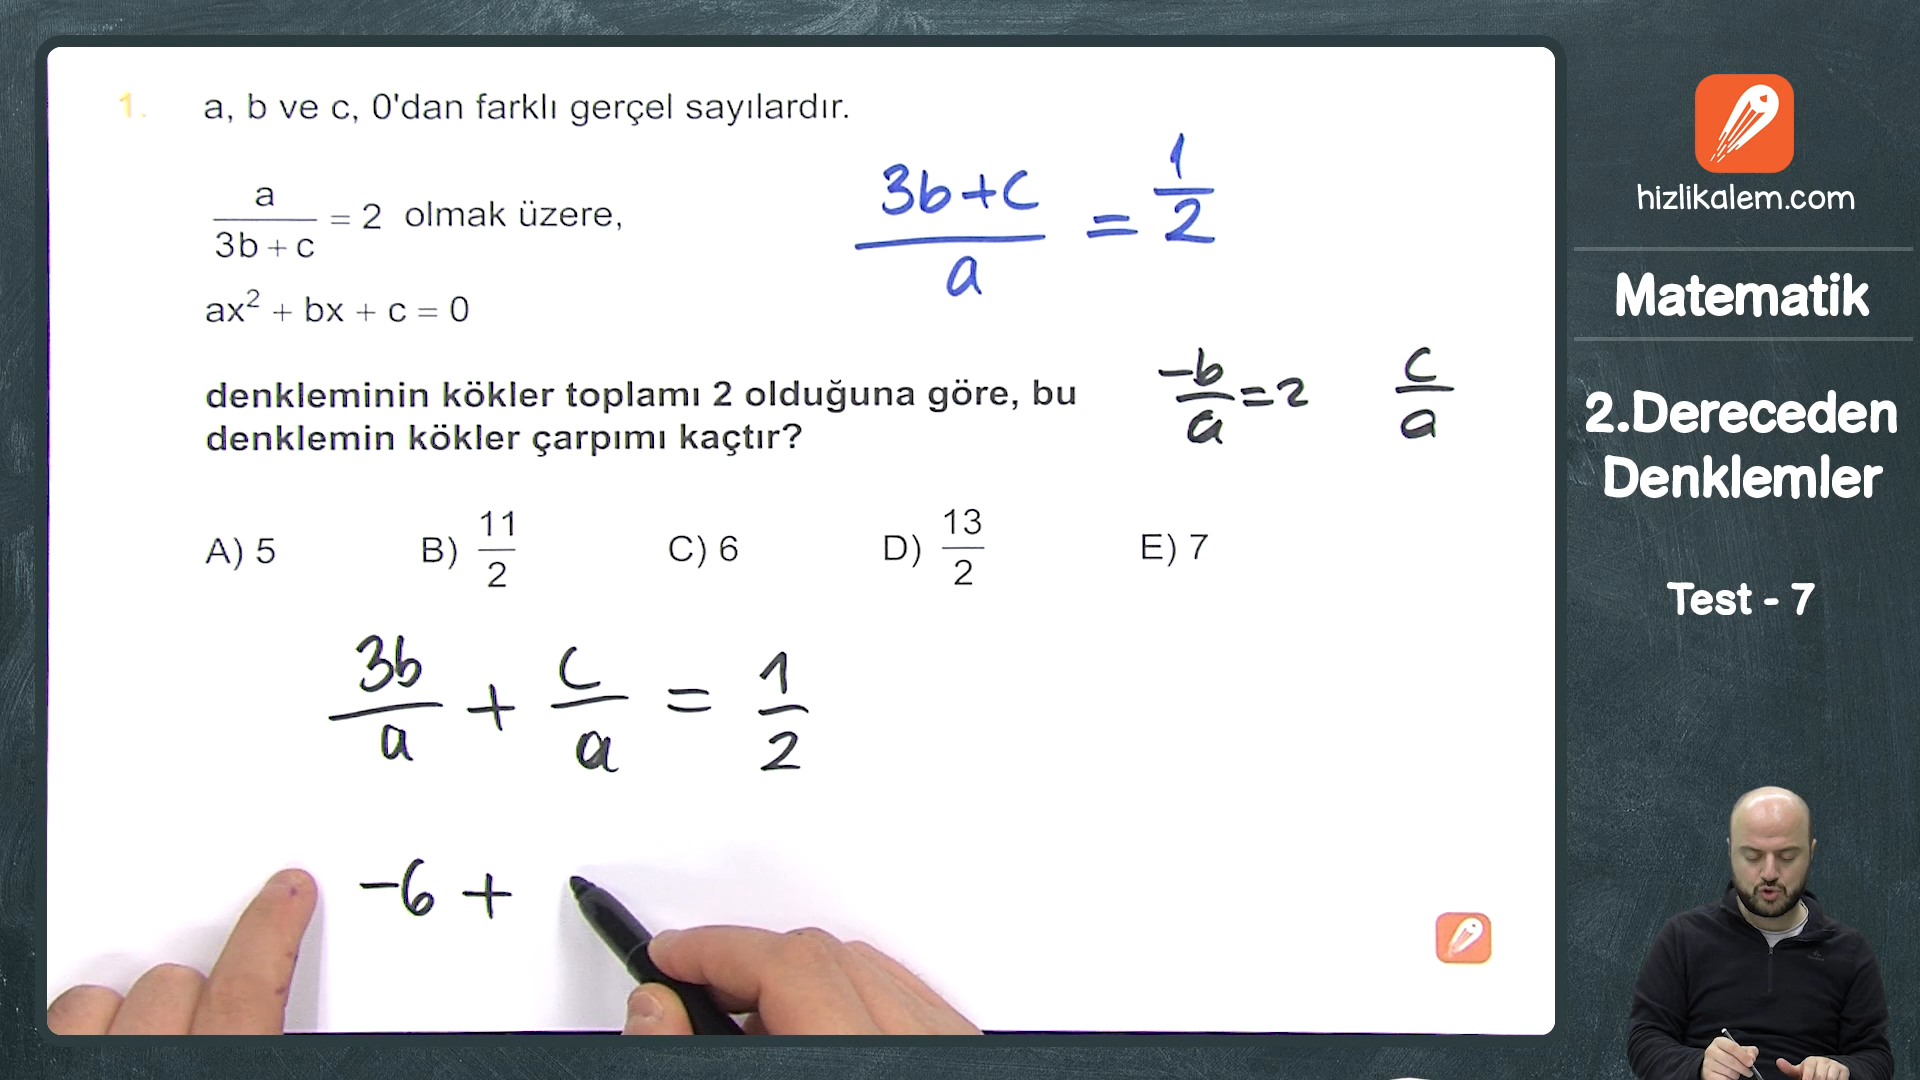 1. a, b ve c, 0'dan farklı gerçel sayılardır.
a
3b + c
= 2 olmak üzere,
ax² + bx + c = 0
denkleminin kökler toplamı 2 olduğuna göre, bu
denklemin kökler çarpımı kaçtır?
A) 5 B) 11/2 C) 6 D) 13/2 E) 7
3b+c/a = 1/2
-b/a = 2 c/a
3b/a + c/a = 1/2
-6 +
hizlikalem.com
Matematik
2.Dereceden
Denklemler
Test - 7